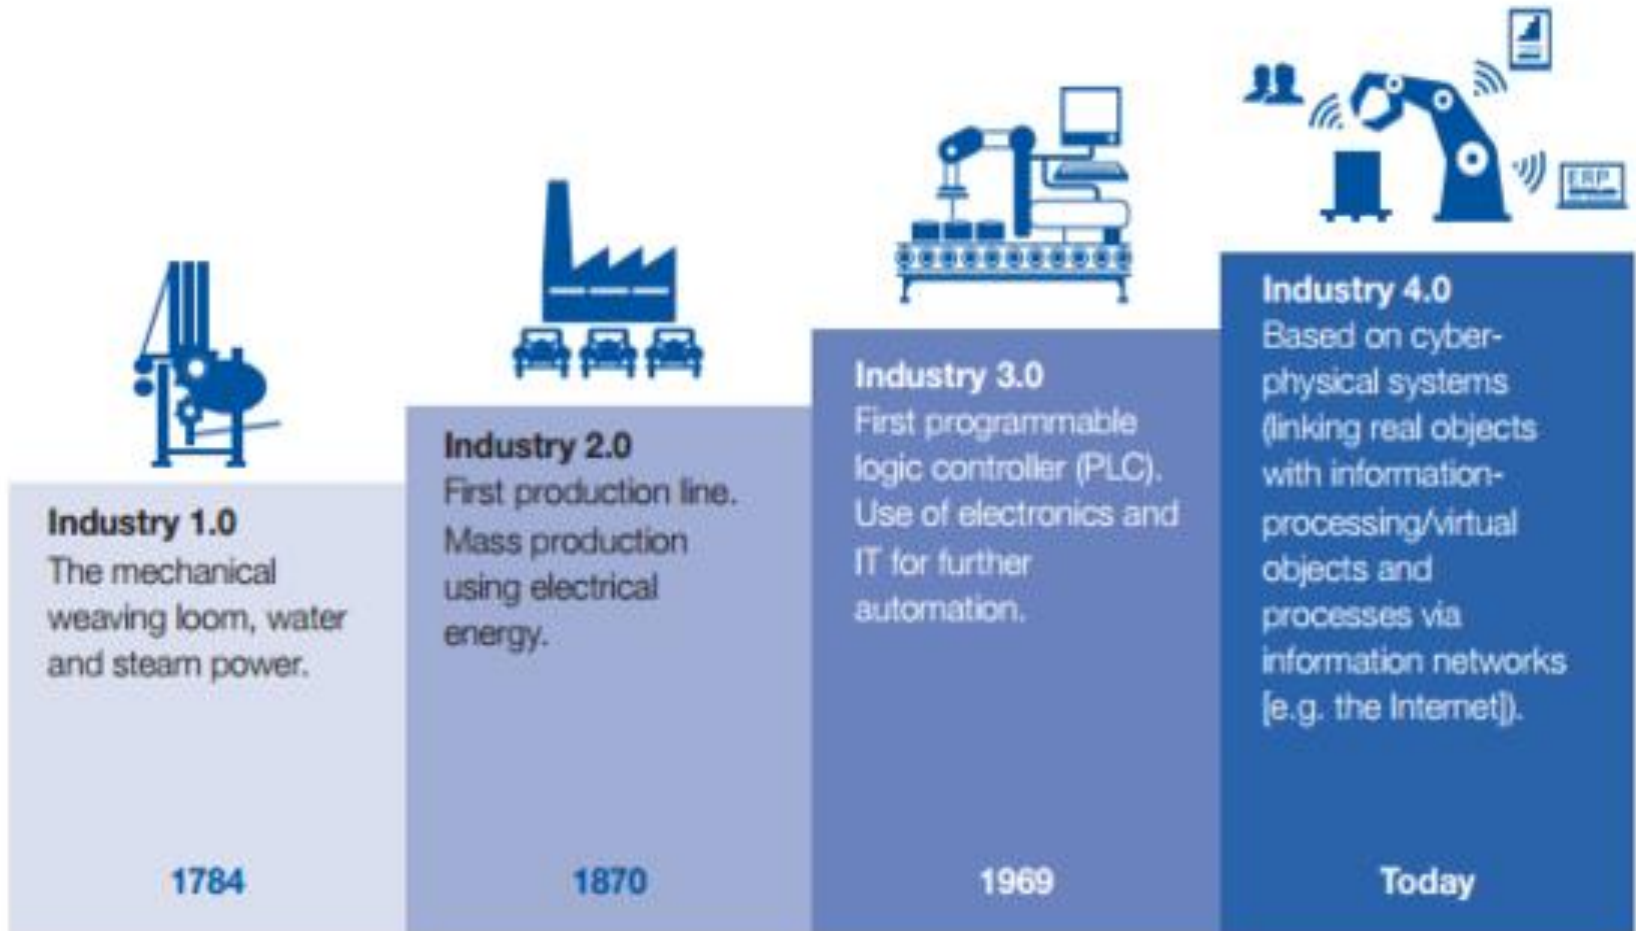 ERP
Industry 1.0
The mechanical
weaving loom, water
and steam power.
1784
Industry 2.0
First production line.
Mass production
using electrical
energy.
1870
Industry 3.0
First programmable
logic controller (PLC).
Use of electronics and
IT for further
automation.
1969
Industry 4.0
Based on cyber-
physical systems
(linking real objects
with information-
processing/virtual
objects and
processes via
information networks
[e.g. the Internet]).
Today